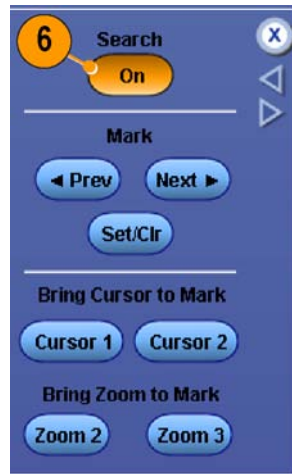 6 Search X
On
Mark
◄ Prev Next ►
Set/Clr
Bring Cursor to Mark
Cursor 1 Cursor 2
Bring Zoom to Mark
Zoom 2 Zoom 3